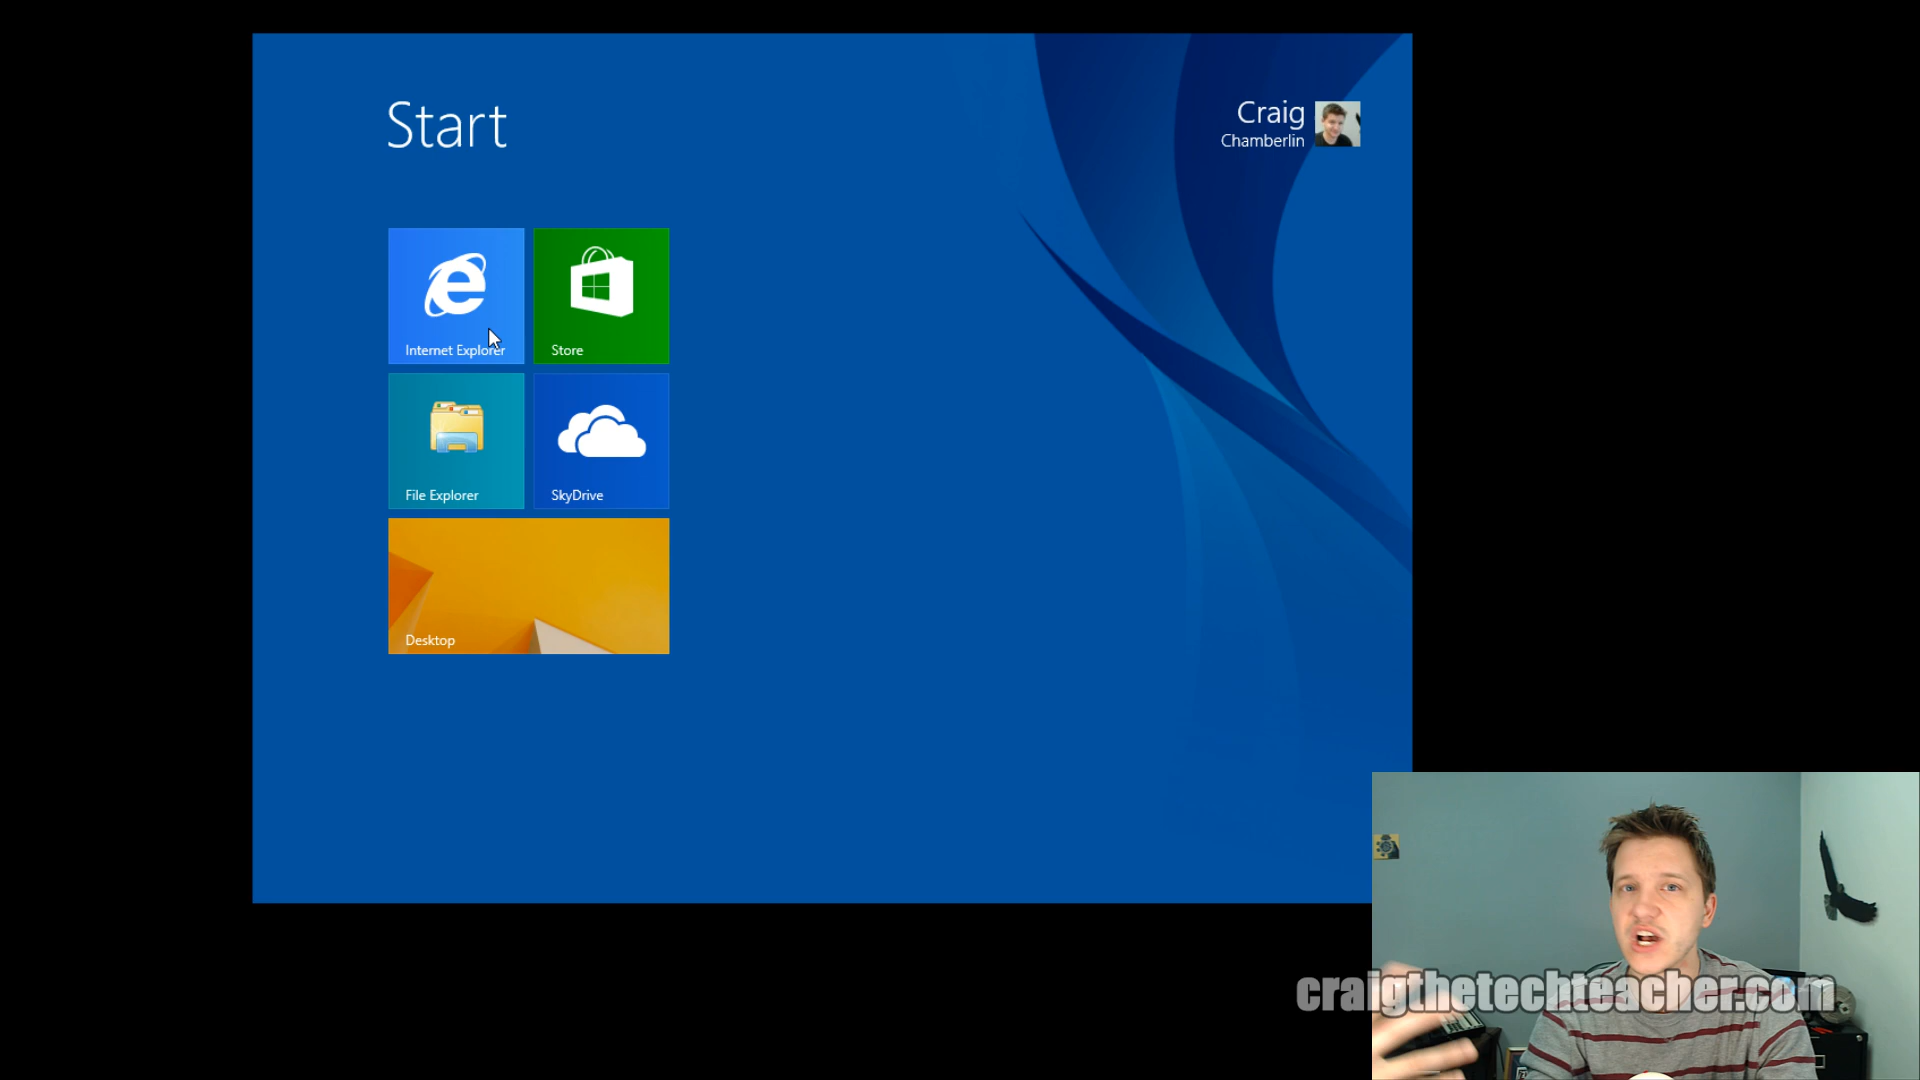 Start
Craig
Chamberlin
Internet Explorer
Store
File Explorer
SkyDrive
Desktop
craigthetechteacher.com